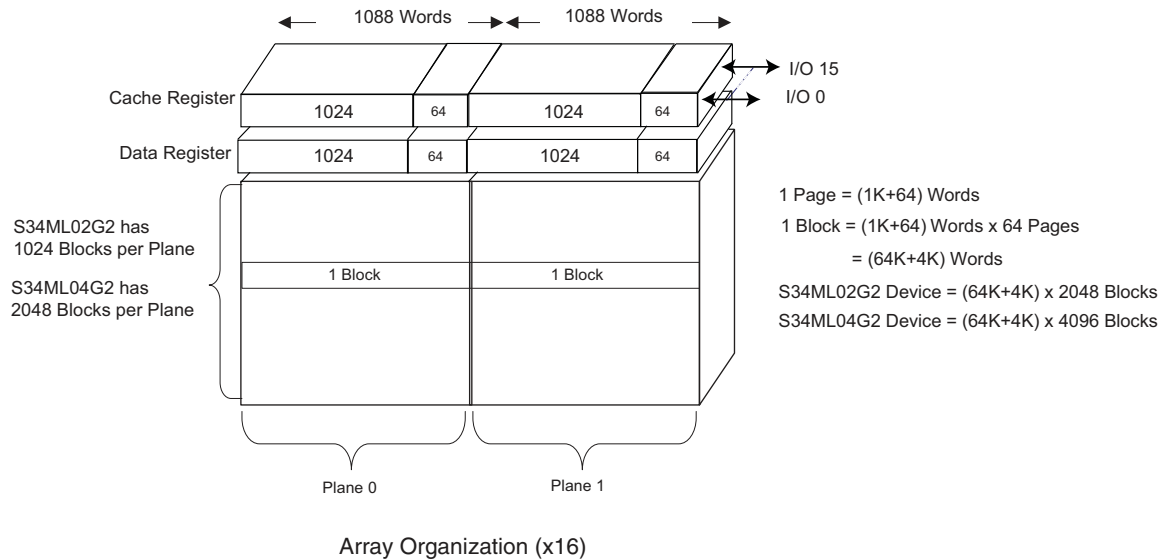 1088 Words 1088 Words
I/O 15
I/O 0
Cache Register
1024 64 1024 64
Data Register
1024 64 1024 64
S34ML02G2 has
1024 Blocks per Plane
S34ML04G2 has
2048 Blocks per Plane
1 Block 1 Block
1 Page = (1K+64) Words
1 Block = (1K+64) Words x 64 Pages
= (64K+4K) Words
S34ML02G2 Device = (64K+4K) x 2048 Blocks
S34ML04G2 Device = (64K+4K) x 4096 Blocks
Plane 0 Plane 1
Array Organization (x16)